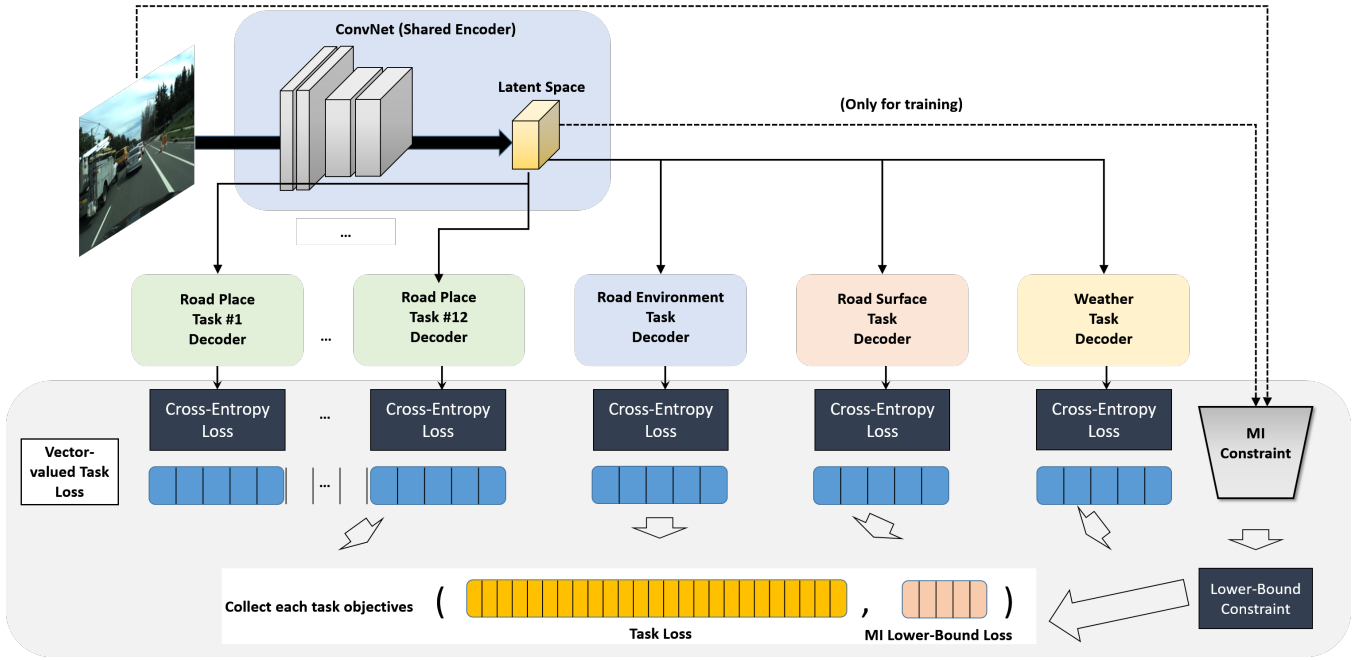 ConvNet (Shared Encoder)
Latent Space
(Only for training)
...
Road Place
Task #1
Decoder
...
Road Place
Task #12
Decoder
Road Environment
Task
Decoder
Road Surface
Task
Decoder
Weather
Task
Decoder
Cross-Entropy
Loss
...
Cross-Entropy
Loss
Cross-Entropy
Loss
Cross-Entropy
Loss
Cross-Entropy
Loss
MI
Constraint
Vector-
valued Task
Loss
...
Collect each task objectives
(
,
)
Task Loss
MI Lower-Bound Loss
Lower-Bound
Constraint